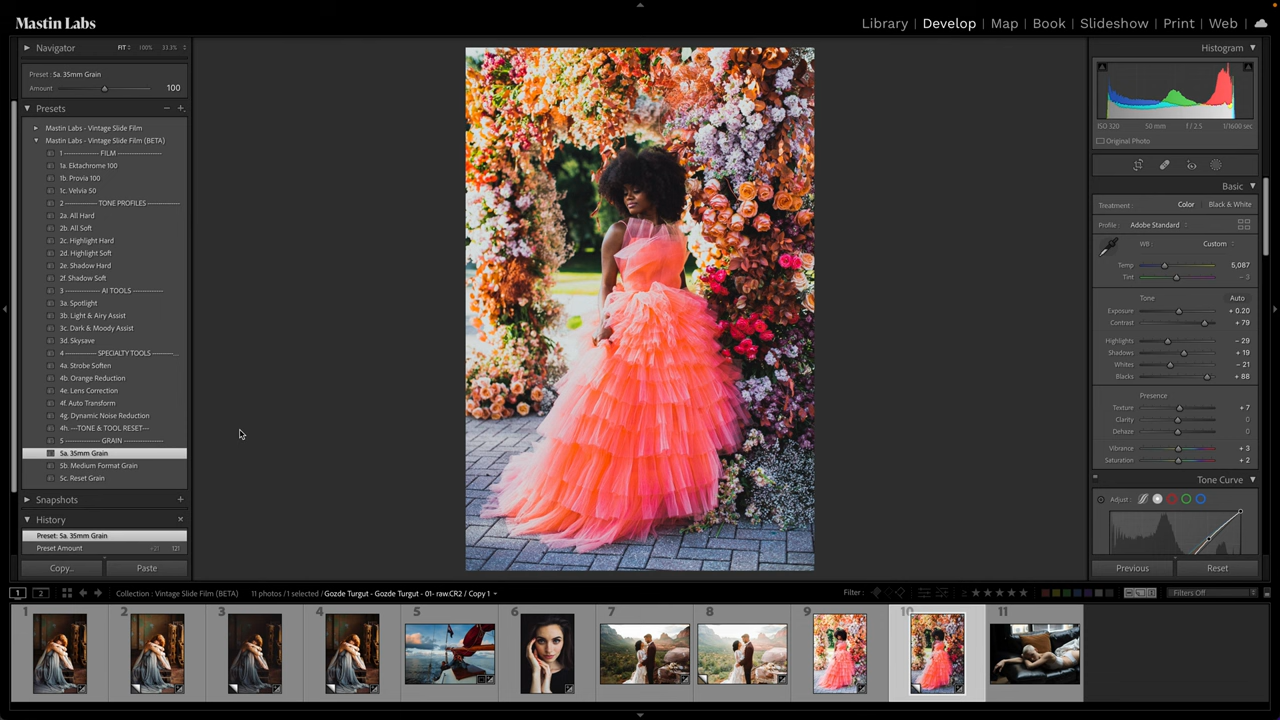 Mastin Labs
Library | Develop | Map | Book | Slideshow | Print | Web
Navigator FIT 100% 33.3%
Preset: 5a. 35mm Grain
Amount 100
Presets
Mastin Labs - Vintage Slide Film
Mastin Labs - Vintage Slide Film (BETA)
1 -------------- FILM ------------------
1a. Ektachrome 100
1b. Provia 100
1c. Velvia 50
2 -------------- TONE PROFILES -------------
2a. All Hard
2b. All Soft
2c. Highlight Hard
2d. Highlight Soft
2e. Shadow Hard
2f. Shadow Soft
3 -------------- AI TOOLS --------------
3a. Spotlight
3b. Light & Airy Assist
3c. Dark & Moody Assist
3d. Skysave
4 -------------- SPECIALTY TOOLS ---------...
4a. Strobe Soften
4b. Orange Reduction
4e. Lens Correction
4f. Auto Transform
4g. Dynamic Noise Reduction
4h. ---TONE & TOOL RESET---
5 -------------- GRAIN ----------------
5a. 35mm Grain
5b. Medium Format Grain
5c. Reset Grain
Snapshots
History
Preset: 5a. 35mm Grain
Preset Amount +21 121
Copy... Paste
Histogram
ISO 320 50 mm f / 2.5 1/1600 sec
Original Photo
Basic
Treatment: Color Black & White
Profile: Adobe Standard
WB: Custom
Temp 5,087
Tint - 3
Tone Auto
Exposure + 0.20
Contrast + 79
Highlights - 29
Shadows + 19
Whites - 21
Blacks + 88
Presence
Texture + 7
Clarity 0
Dehaze 0
Vibrance + 3
Saturation + 2
Tone Curve
Adjust :
Previous Reset
1 2 Collection : Vintage Slide Film (BETA) 11 photos / 1 selected / Gozde Turgut - Gozde Turgut - 01- raw.CR2 / Copy 1 Filter : Filters Off
1 2 3 4 5 6 7 8 9 10 11